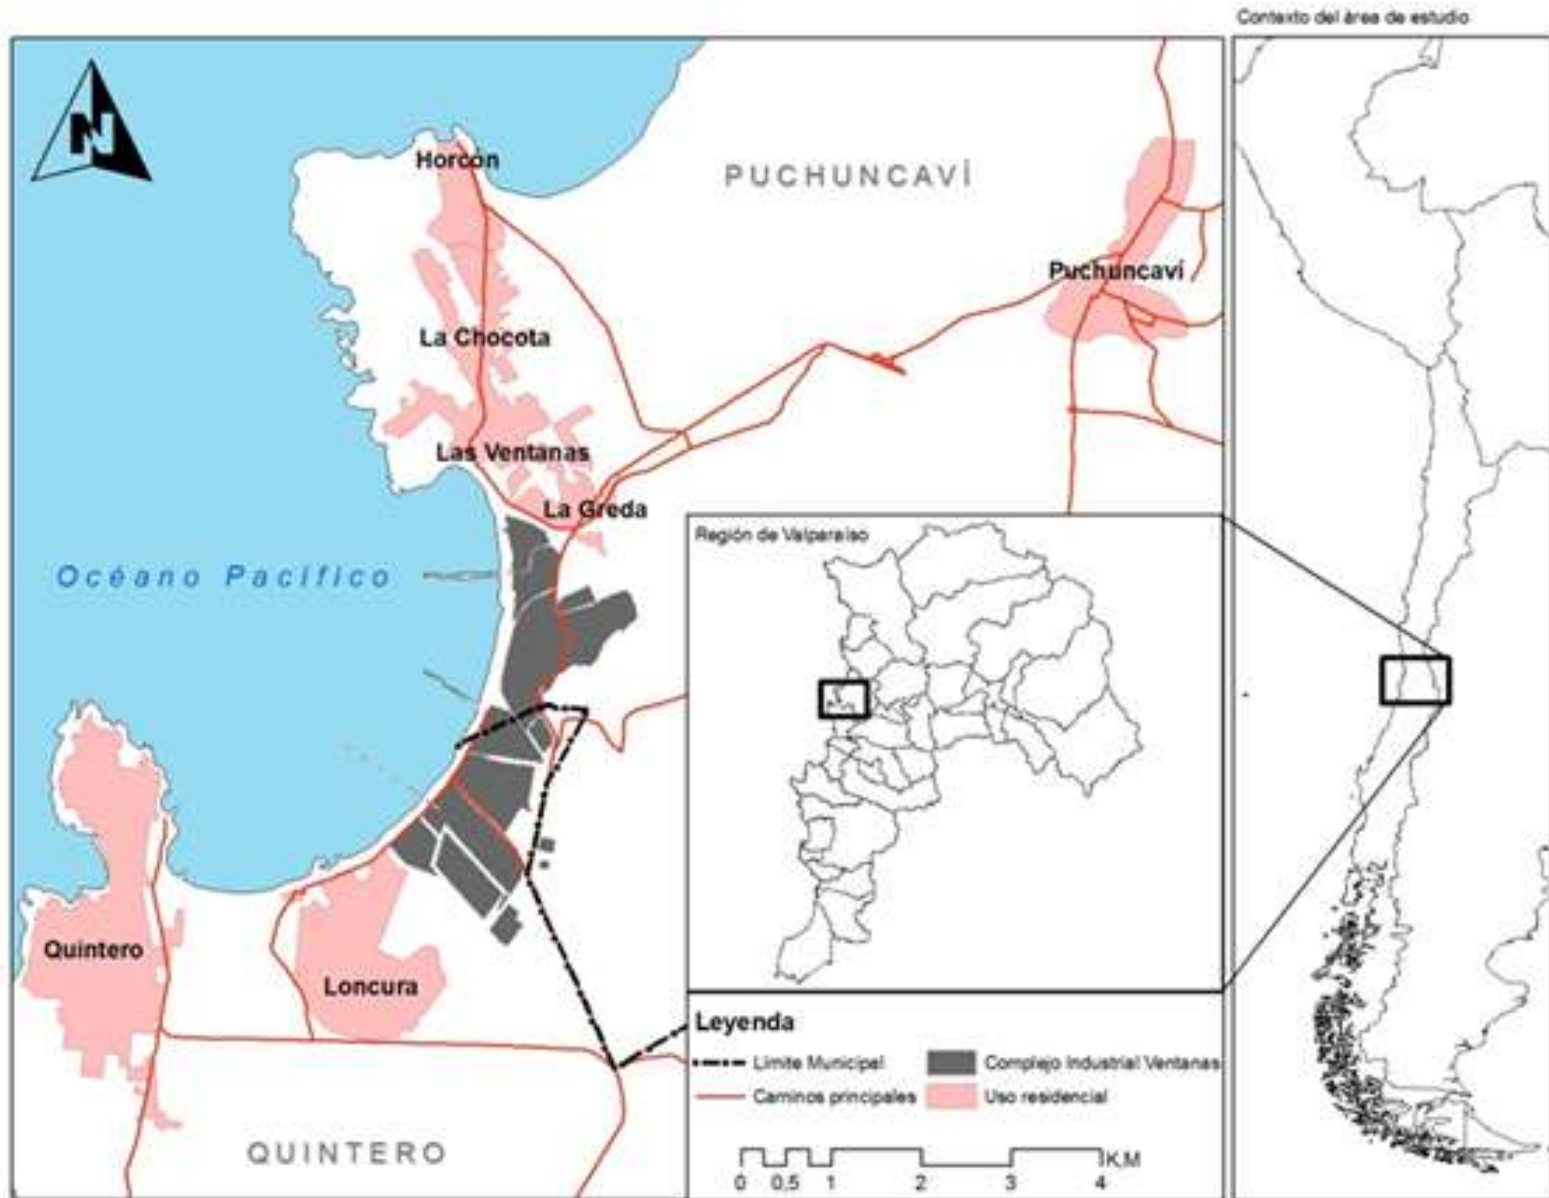 Contexto del área de estudio
N
Horcón
PUCHUNCAVÍ
Puchuncaví
La Chocota
Las Ventanas
La Greda
Región de Valparaíso
Océano Pacífico
Quintero
Loncura
Leyenda
Límite Municipal
Complejo Industrial Ventanas
Caminos principales
Uso residencial
QUINTERO
K,M
0 0,5 1 2 3 4